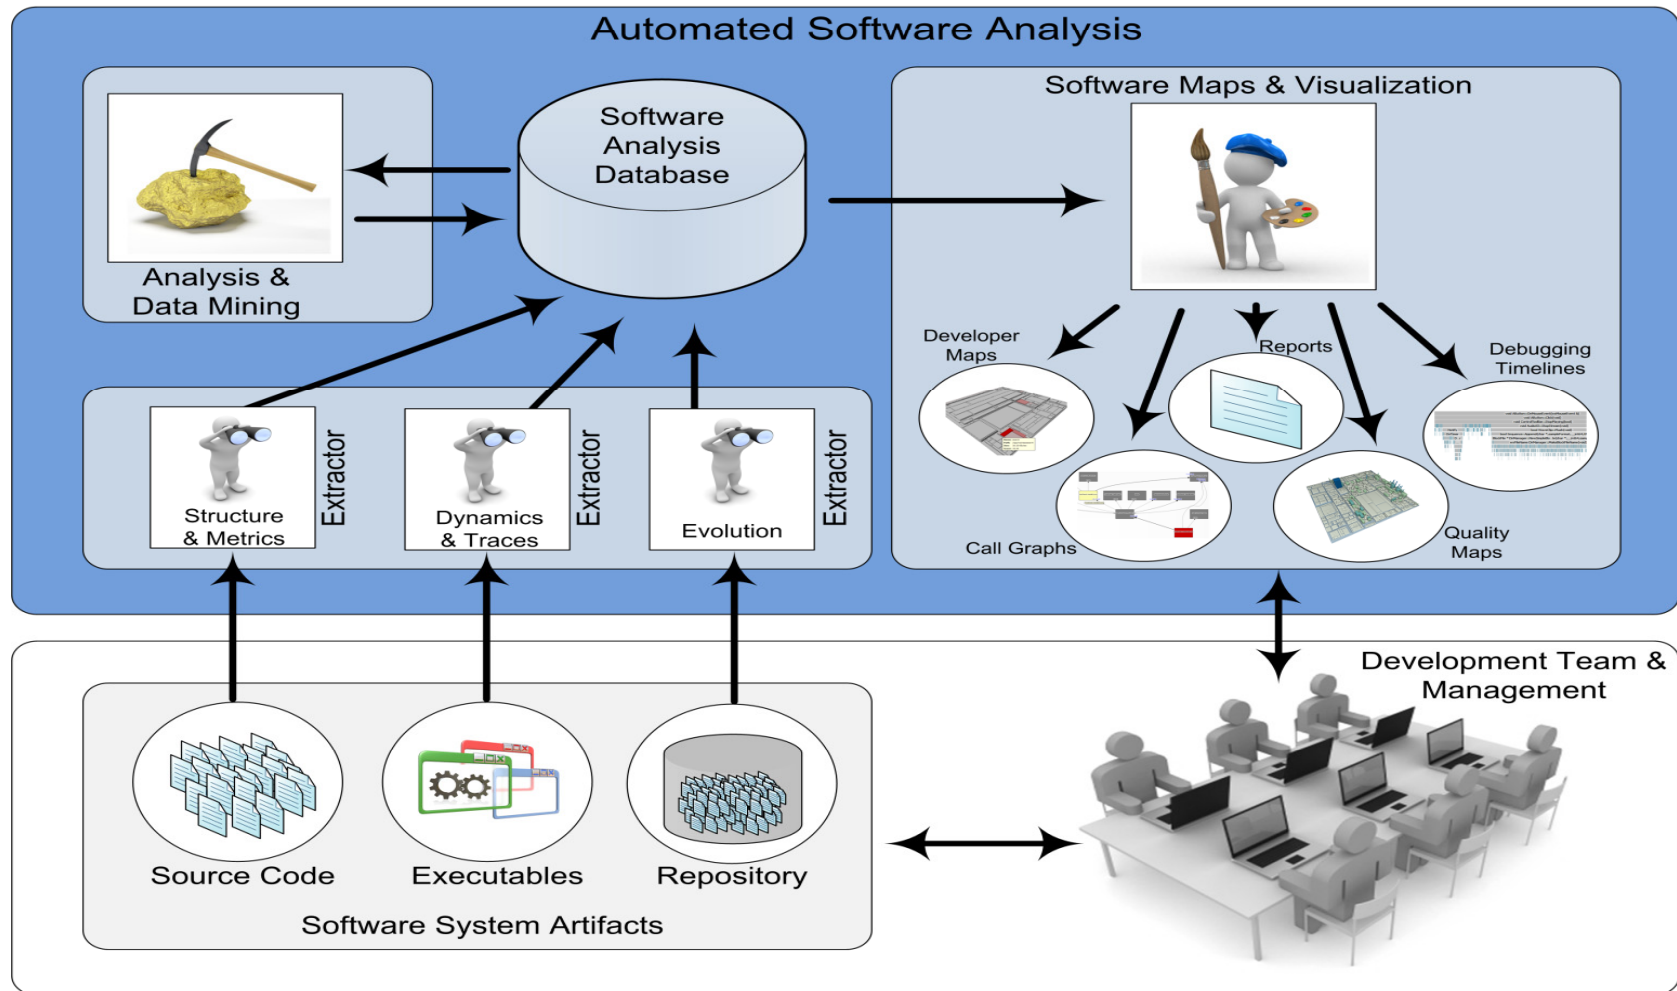 Automated Software Analysis
Software
Analysis
Database
Analysis &
Data Mining
Software Maps & Visualization
Developer
Maps
Reports
Debugging
Timelines
Call Graphs
Quality
Maps
Structure
& Metrics
Extractor
Dynamics
& Traces
Extractor
Evolution
Extractor
Development Team &
Management
Source Code
Executables
Repository
Software System Artifacts